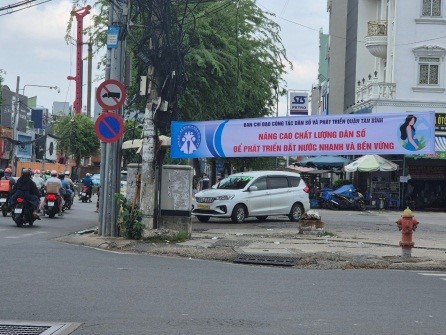 BAN CHỈ ĐẠO CÔNG TÁC DÂN SỐ VÀ PHÁT TRIỂN QUẬN TÂN BÌNH
NÂNG CAO CHẤT LƯỢNG DÂN SỐ
ĐỂ PHÁT TRIỂN ĐẤT NƯỚC NHANH VÀ BỀN VỮNG
STS